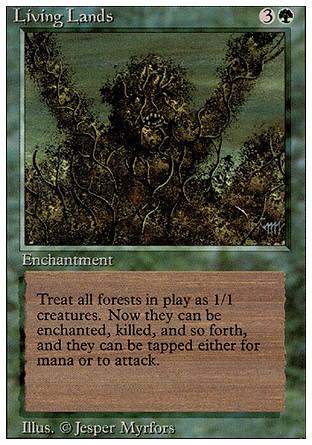 Living Lands 3
Enchantment
Treat all forests in play as 1/1
creatures. Now they can be
enchanted, killed, and so forth,
and they can be tapped either for
mana or to attack.
Illus. © Jesper Myrfors